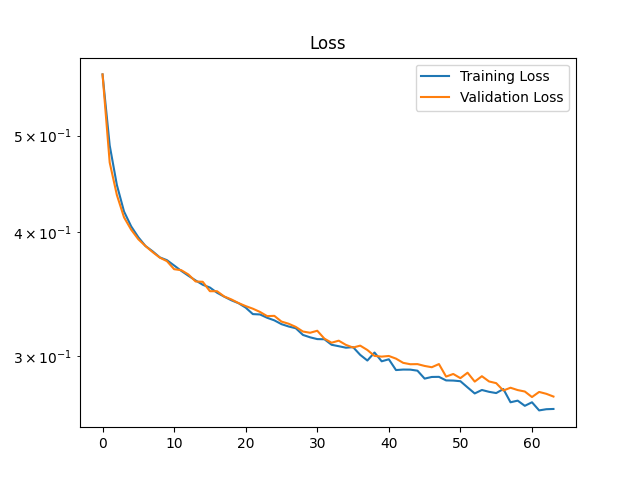 Loss
Training Loss
Validation Loss
5 × 10⁻¹
4 × 10⁻¹
3 × 10⁻¹
0 10 20 30 40 50 60